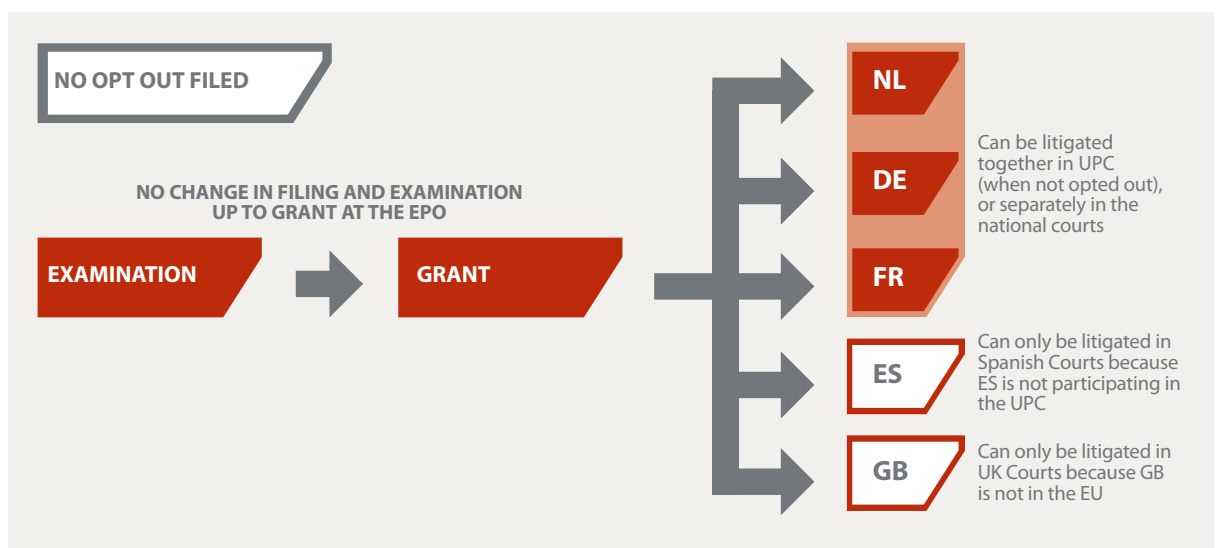 NO OPT OUT FILED
NO CHANGE IN FILING AND EXAMINATION
UP TO GRANT AT THE EPO
EXAMINATION
GRANT
NL
DE
FR
Can be litigated
together in UPC
(when not opted out),
or separately in the
national courts
ES
Can only be litigated in
Spanish Courts because
ES is not participating in
the UPC
GB
Can only be litigated in
UK Courts because GB
is not in the EU